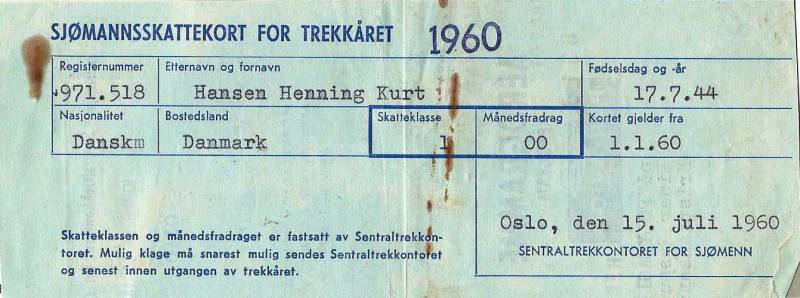 SJØMANNSSKATTEKORT FOR TREKKÅRET 1960
Registernummer Etternavn og fornavn Fødselsdag og -år
971.518 Hansen Henning Kurt 17.7.44
Nasjonalitet Bostedsland Skatteklasse Månedsfradrag Kortet gjelder fra
Danskm Danmark 1 00 1.1.60
Oslo, den 15. juli 1960
SENTRALTREKKONTORET FOR SJØMENN
Skatteklassen og månedsfradraget er fastsatt av Sentraltrekkon-
toret. Mulig klage må snarest mulig sendes Sentraltrekkontoret
og senest innen utgangen av trekkåret.